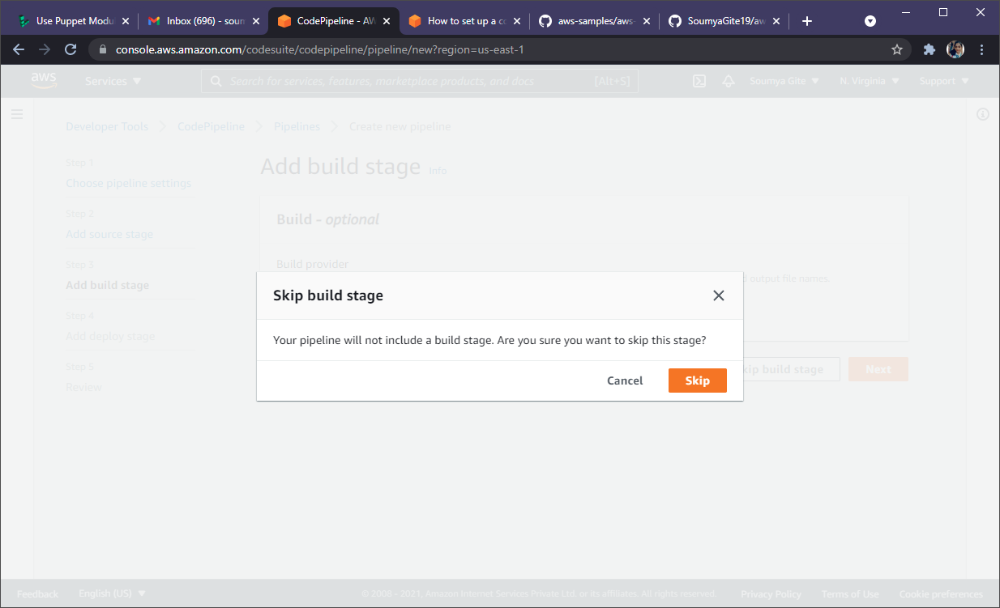 Use Puppet Modu
Inbox (696) - soun
CodePipeline - AW
How to set up a co
aws-samples/aws-
SoumyaGite19/aw
console.aws.amazon.com/codesuite/codepipeline/pipeline/new?region=us-east-1
aws
Services
Search for services, features, marketplace products, and docs
[Alt+S]
Soumya Gite
N. Virginia
Support
Developer Tools
CodePipeline
Pipelines
Create new pipeline
Step 1
Choose pipeline settings
Step 2
Add source stage
Step 3
Add build stage
Step 4
Add deploy stage
Step 5
Review
Add build stage Info
Build - optional
Build provider
output file names.
Skip build stage
Your pipeline will not include a build stage. Are you sure you want to skip this stage?
Cancel
Skip
kip build stage
Next
Feedback
English (US)
© 2008 - 2021, Amazon Internet Services Private Ltd. or its affiliates. All rights reserved.
Privacy Policy
Terms of Use
Cookie preferences